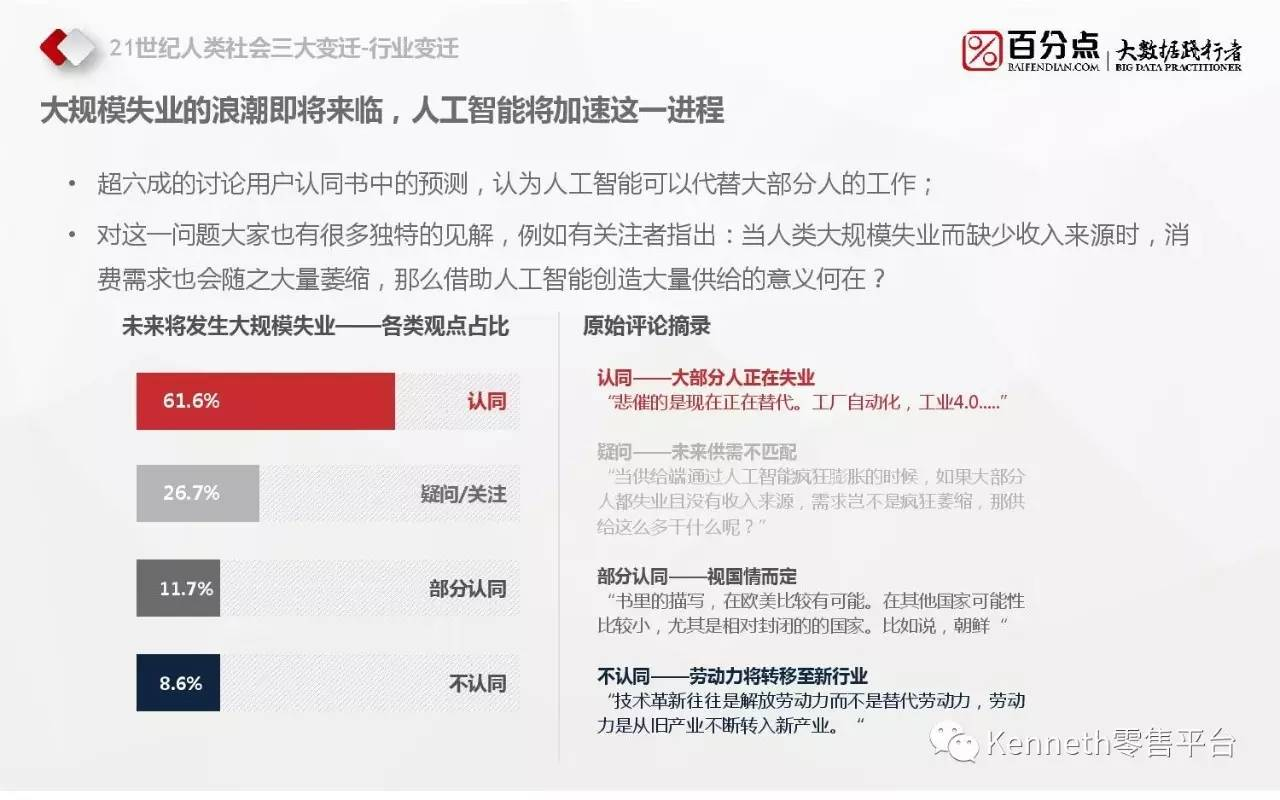 21世纪人类社会三大变迁-行业变迁
百分点
BAIFENDIAN.COM
大数据践行者
BIG DATA PRACTITIONER
大规模失业的浪潮即将来临，人工智能将加速这一进程
• 超六成的讨论用户认同书中的预测，认为人工智能可以代替大部分人的工作；
• 对这一问题大家也有很多独特的见解，例如有关注者指出：当人类大规模失业而缺少收入来源时，消
费需求也会随之大量萎缩，那么借助人工智能创造大量供给的意义何在？
未来将发生大规模失业——各类观点占比
61.6%
认同
26.7%
疑问/关注
11.7%
部分认同
8.6%
不认同
原始评论摘录
认同——大部分人正在失业
“悲催的是现在正在替代。工厂自动化，工业4.0.....”
疑问——未来供需不匹配
“当供给端通过人工智能疯狂膨胀的时候，如果大部分
人都失业且没有收入来源，需求岂不是疯狂萎缩，那供
给这么多干什么呢？”
部分认同——视国情而定
“书里的描写，在欧美比较有可能。在其他国家可能性
比较小，尤其是相对封闭的的国家。比如说，朝鲜“
不认同——劳动力将转移至新行业
“技术革新往往是解放劳动力而不是替代劳动力，劳动
力是从旧产业不断转入新产业。“
Kenneth零售平台